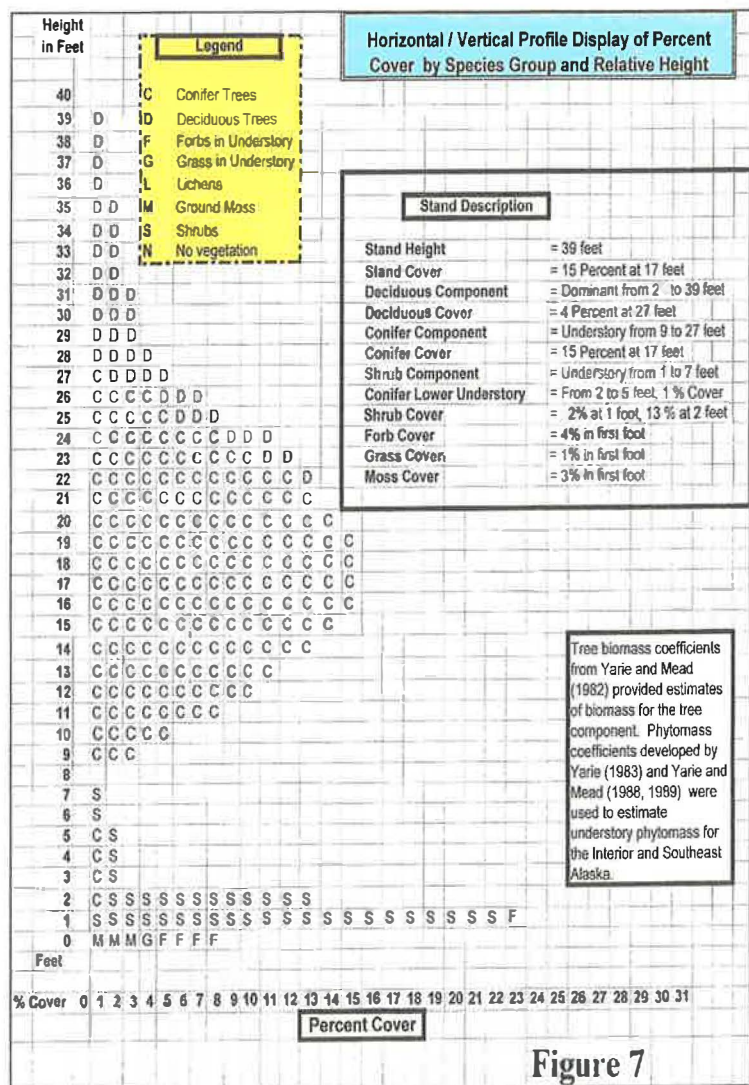 Height
in Feet
Legend
C Conifer Trees
D Deciduous Trees
F Forbs in Understory
G Grass in Understory
L Lichens
M Ground Moss
S Shrubs
N No vegetation
Horizontal / Vertical Profile Display of Percent
Cover by Species Group and Relative Height
Stand Description
Stand Height = 39 feet
Stand Cover = 15 Percent at 17 feet
Deciduous Component = Dominant from 2 to 39 feet
Deciduous Cover = 4 Percent at 27 feet
Conifer Component = Understory from 9 to 27 feet
Conifer Cover = 15 Percent at 17 feet
Shrub Component = Understory from 1 to 7 feet
Conifer Lower Understory = From 2 to 5 feet, 1 % Cover
Shrub Cover = 2% at 1 foot, 13 % at 2 feet
Forb Cover = 4% in first foot
Grass Cover = 1% in first foot
Moss Cover = 3% in first foot
40
39 D
38 D
37 D
36 D
35 D D
34 D D
33 D D
32 D D
31 D D D
30 D D D
29 D D D
28 D D D D
27 C D D D D
26 C C C C D D D
25 C C C C C D D D
24 C C C C C C C C D D D
23 C C C C C C C C C C D D
22 C C C C C C C C C C C C D
21 C C C C C C C C C C C C C
20 C C C C C C C C C C C C C C
19 C C C C C C C C C C C C C C C
18 C C C C C C C C C C C C C C C
17 C C C C C C C C C C C C C C C
16 C C C C C C C C C C C C C C C
15 C C C C C C C C C C C C C C
14 C C C C C C C C C C C C C
13 C C C C C C C C C C C
12 C C C C C C C C C C
11 C C C C C C C C
10 C C C C C
9 C C C
8
7 S
6 S
5 C S
4 C S
3 C S
2 C S S S S S S S S S S S S
1 S S S S S S S S S S S S S S S S S S S S S S S S S F
0 M M M G F F F F
Feet
Tree biomass coefficients
from Yarie and Mead
(1982) provided estimates
of biomass for the tree
component. Phytomass
coefficients developed by
Yarie (1983) and Yarie and
Mead (1988, 1989) were
used to estimate
understory phytomass for
the Interior and Southeast
Alaska.
% Cover 0 1 2 3 4 5 6 7 8 9 10 11 12 13 14 15 16 17 18 19 20 21 22 23 24 25 26 27 28 29 30 31
Percent Cover
Figure 7